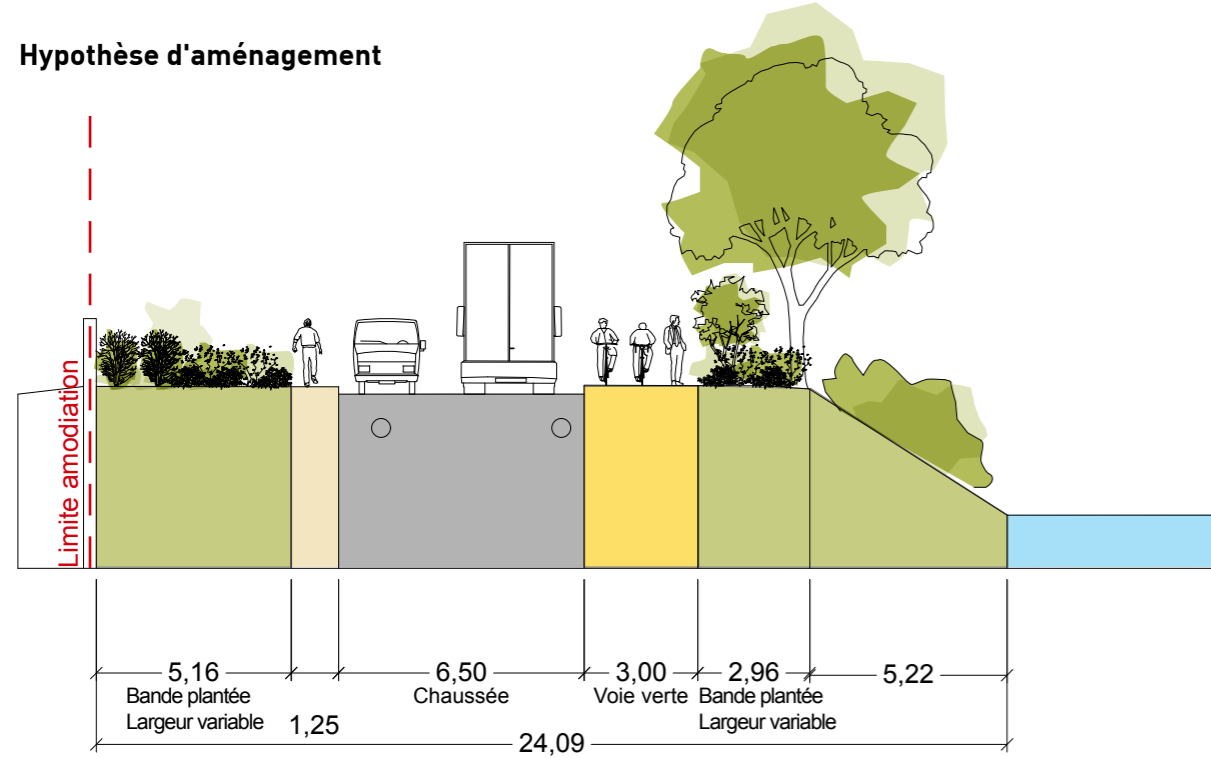 Hypothèse d'aménagement
Limite amodiation
5,16
6,50
3,00
2,96
5,22
Bande plantée
Largeur variable
1,25
Chaussée
Voie verte
Bande plantée
Largeur variable
24,09